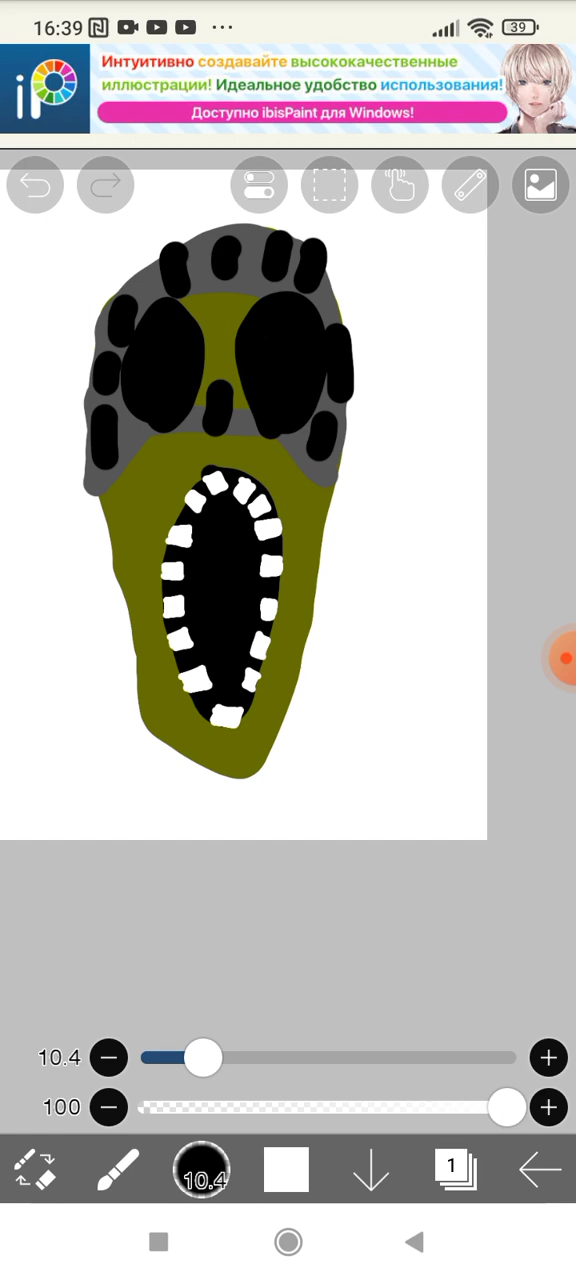 16:39
39
iP
Интуитивно создавайте высококачественные
иллюстрации! Идеальное удобство использования!
Доступно ibisPaint для Windows!
10.4
100
10.4
1